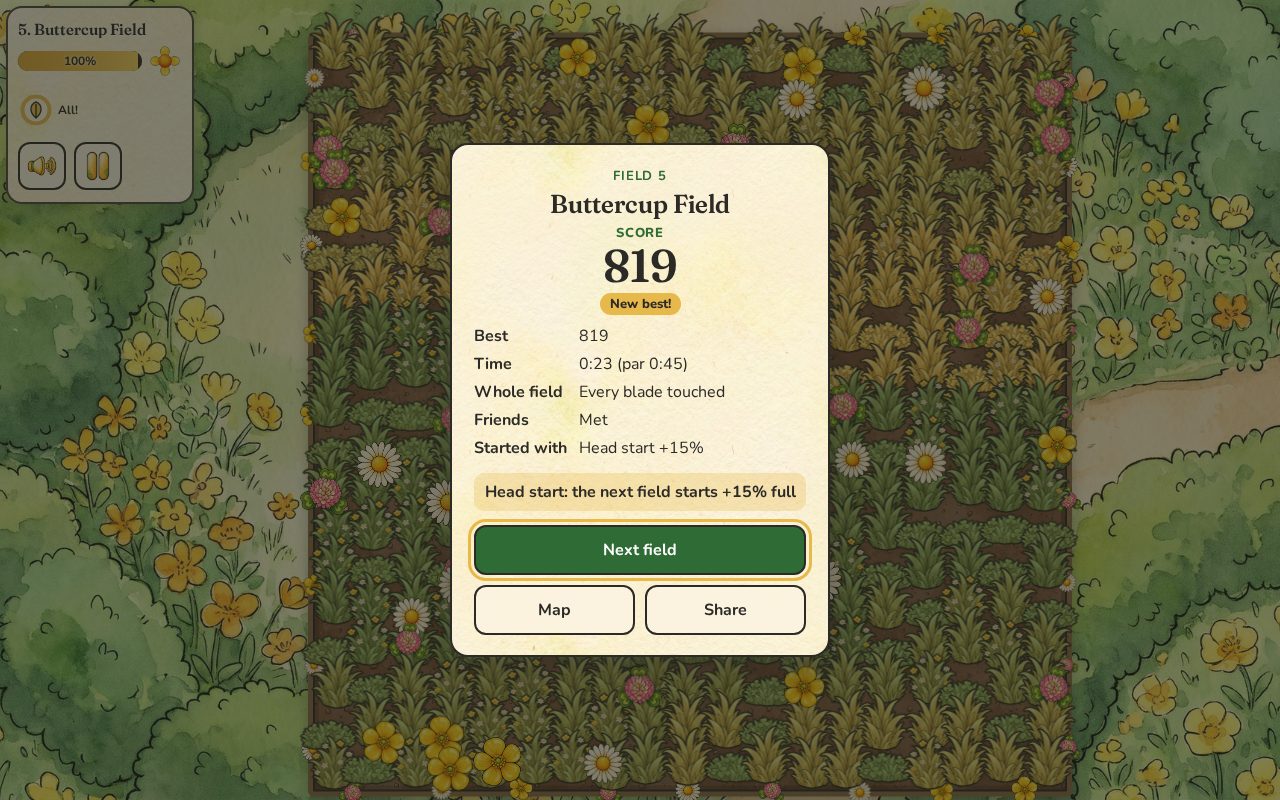 5. Buttercup Field
100%
All!
FIELD 5
Buttercup Field
SCORE
819
New best!
Best 819
Time 0:23 (par 0:45)
Whole field Every blade touched
Friends Met
Started with Head start +15%
Head start: the next field starts +15% full
Next field
Map Share